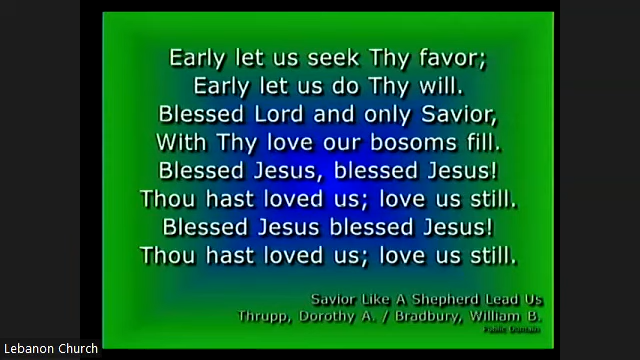 Early let us seek Thy favor;
Early let us do Thy will.
Blessed Lord and only Savior,
With Thy love our bosoms fill.
Blessed Jesus, blessed Jesus!
Thou hast loved us; love us still.
Blessed Jesus blessed Jesus!
Thou hast loved us; love us still.
Savior Like A Shepherd Lead Us
Thrupp, Dorothy A. / Bradbury, William B.
Public Domain
Lebanon Church